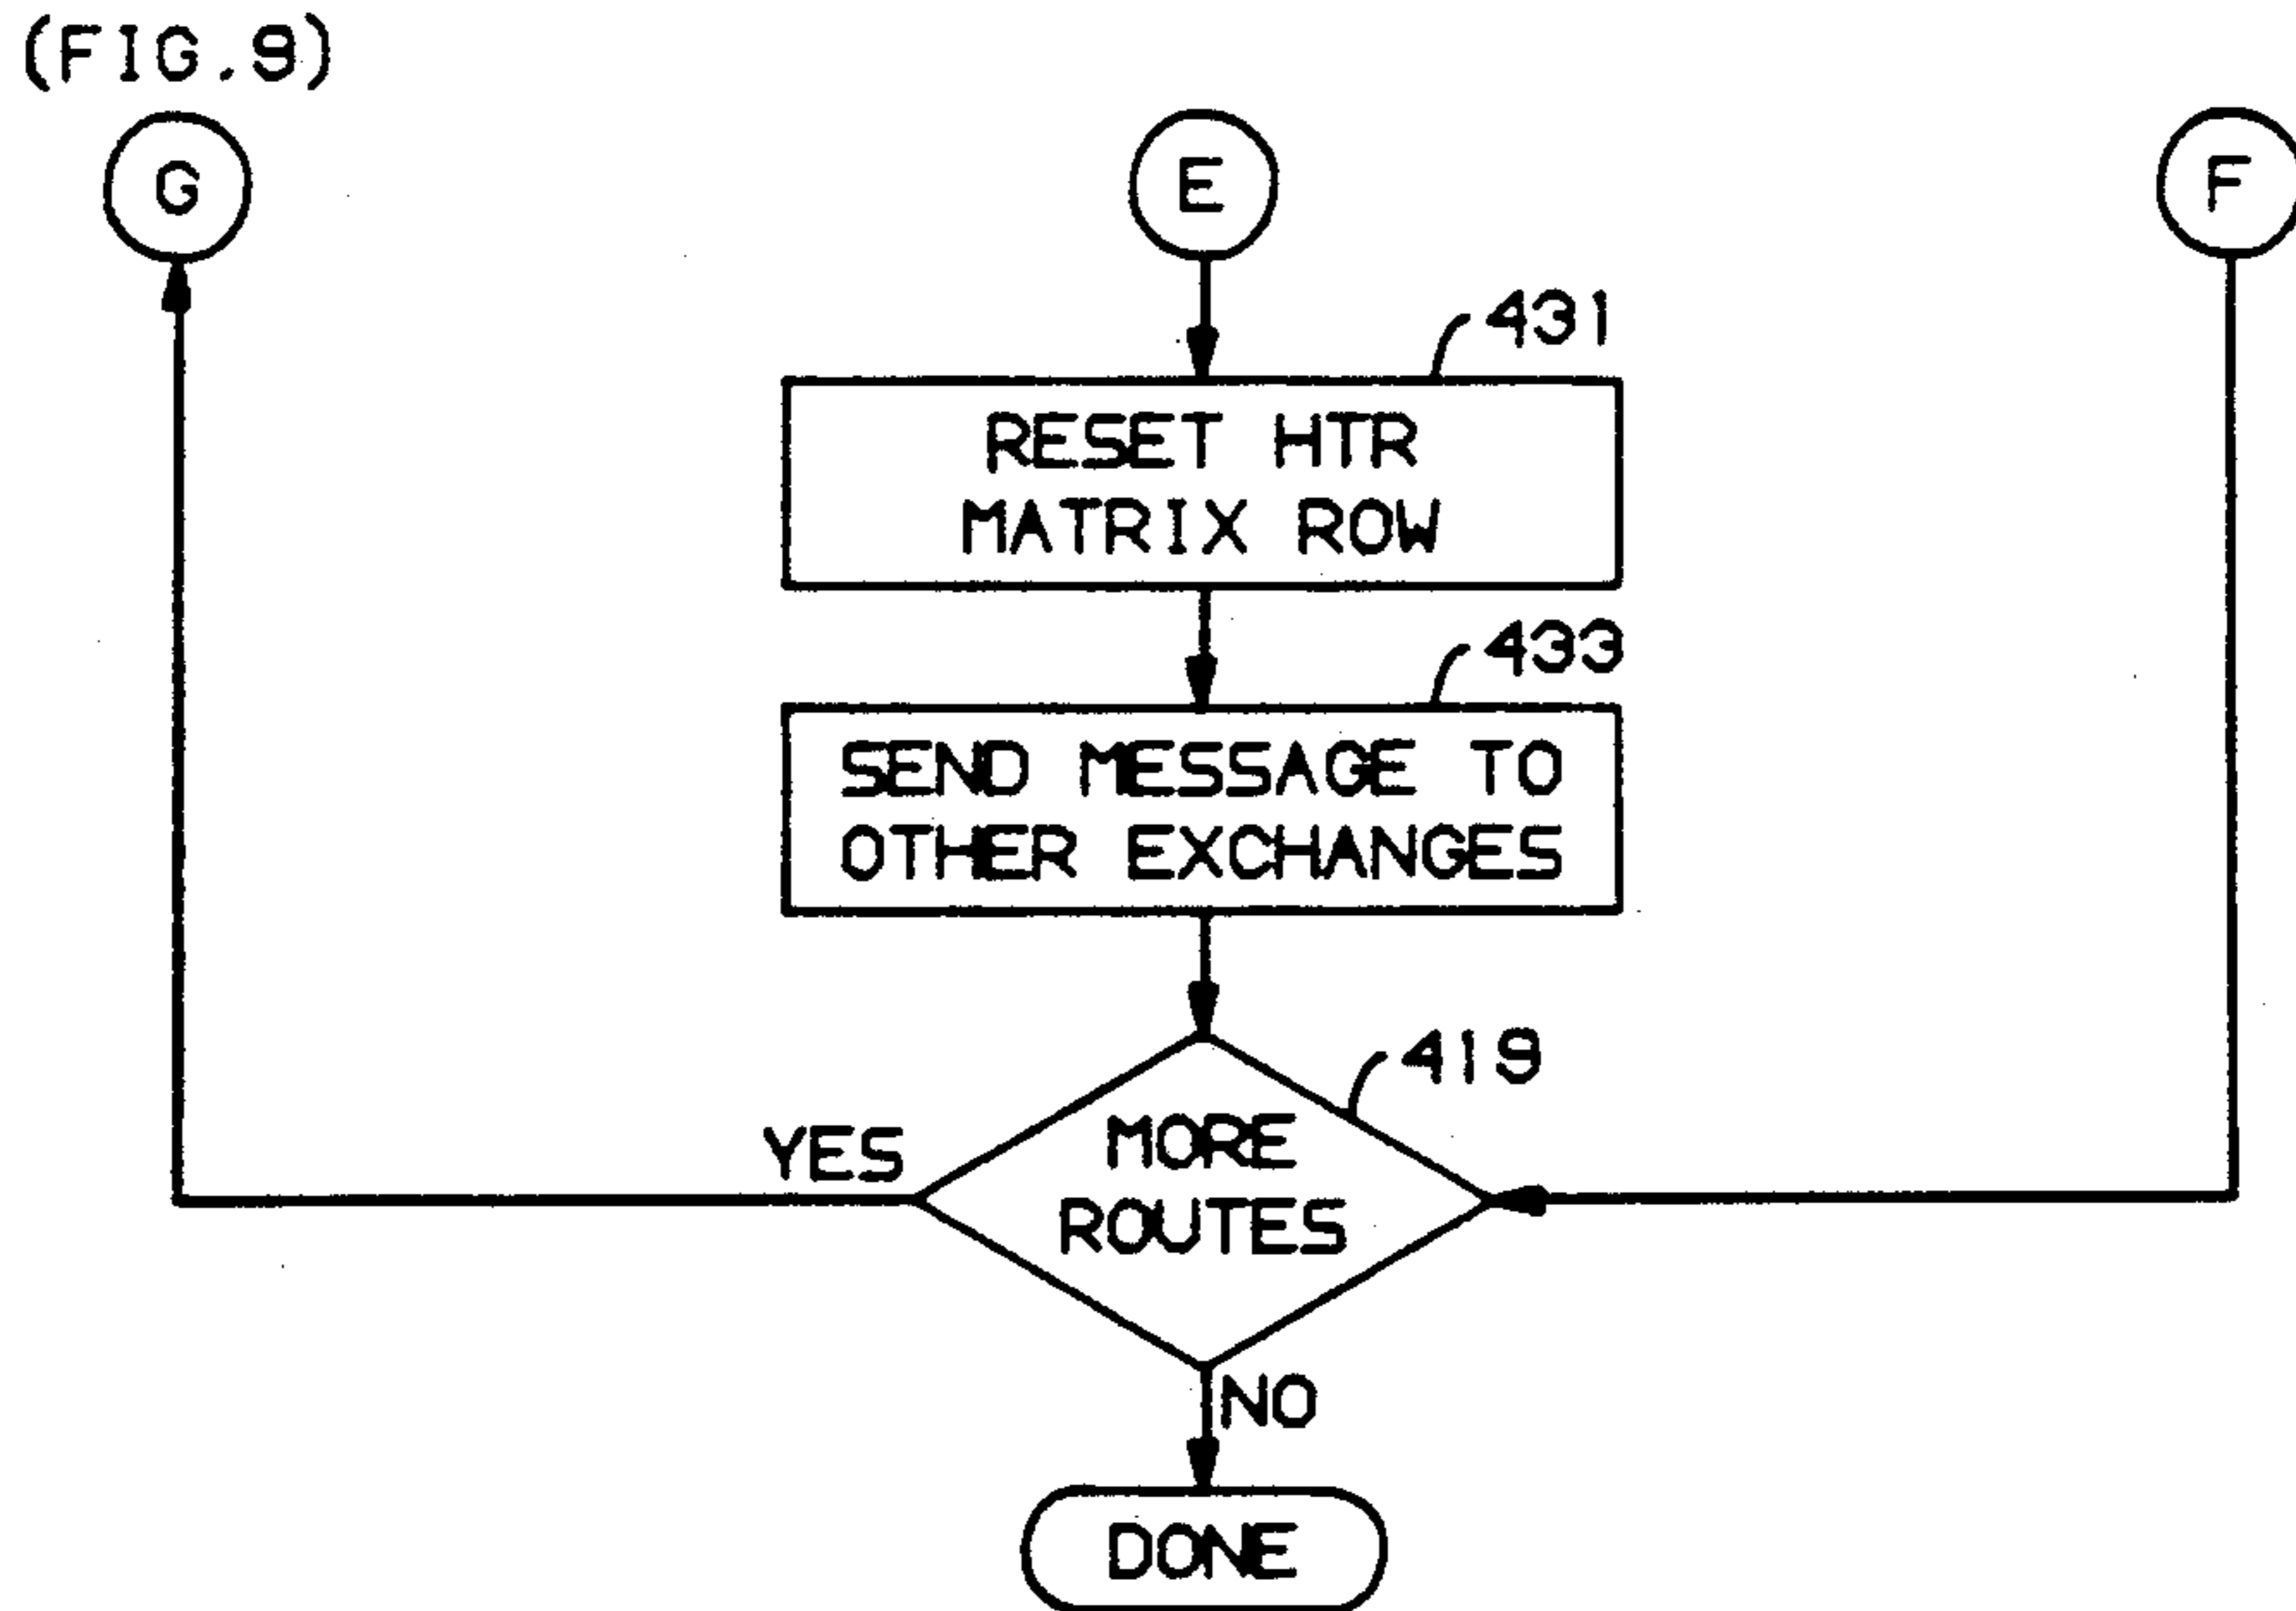 (FIG.9)
G
E
F
431
RESET HTR
MATRIX ROW
433
SEND MESSAGE TO
OTHER EXCHANGES
419
YES
MORE
ROUTES
NO
DONE